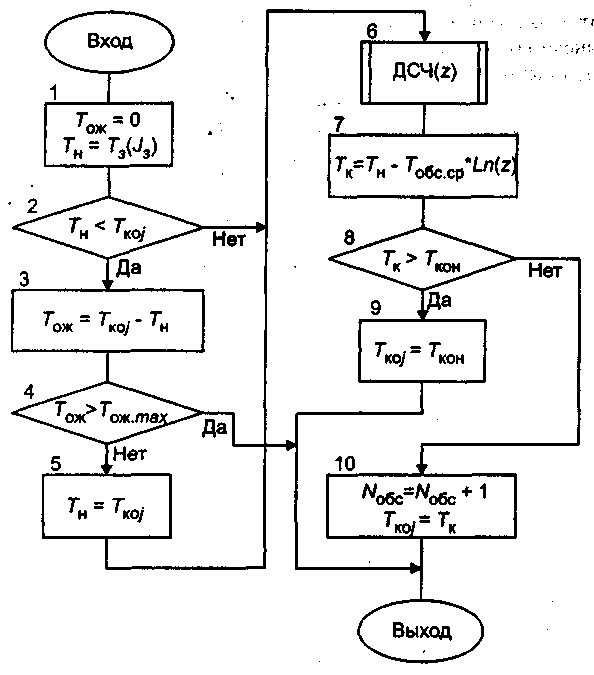 Вход
1
Tож = 0
Tн = Tз(Jз)
2
Tн < Tкоj
Нет
Да
3
Tож = Tкоj - Tн
4
Tож>Tож.max
Да
Нет
5
Tн = Tкоj
6
ДСЧ(z)
7
Tк=Tн - Tобс.ср*Ln(z)
8
Tк > Tкон
Нет
Да
9
Tкоj = Tкон
10
Nобс=Nобс + 1
Tкоj = Tк
Выход